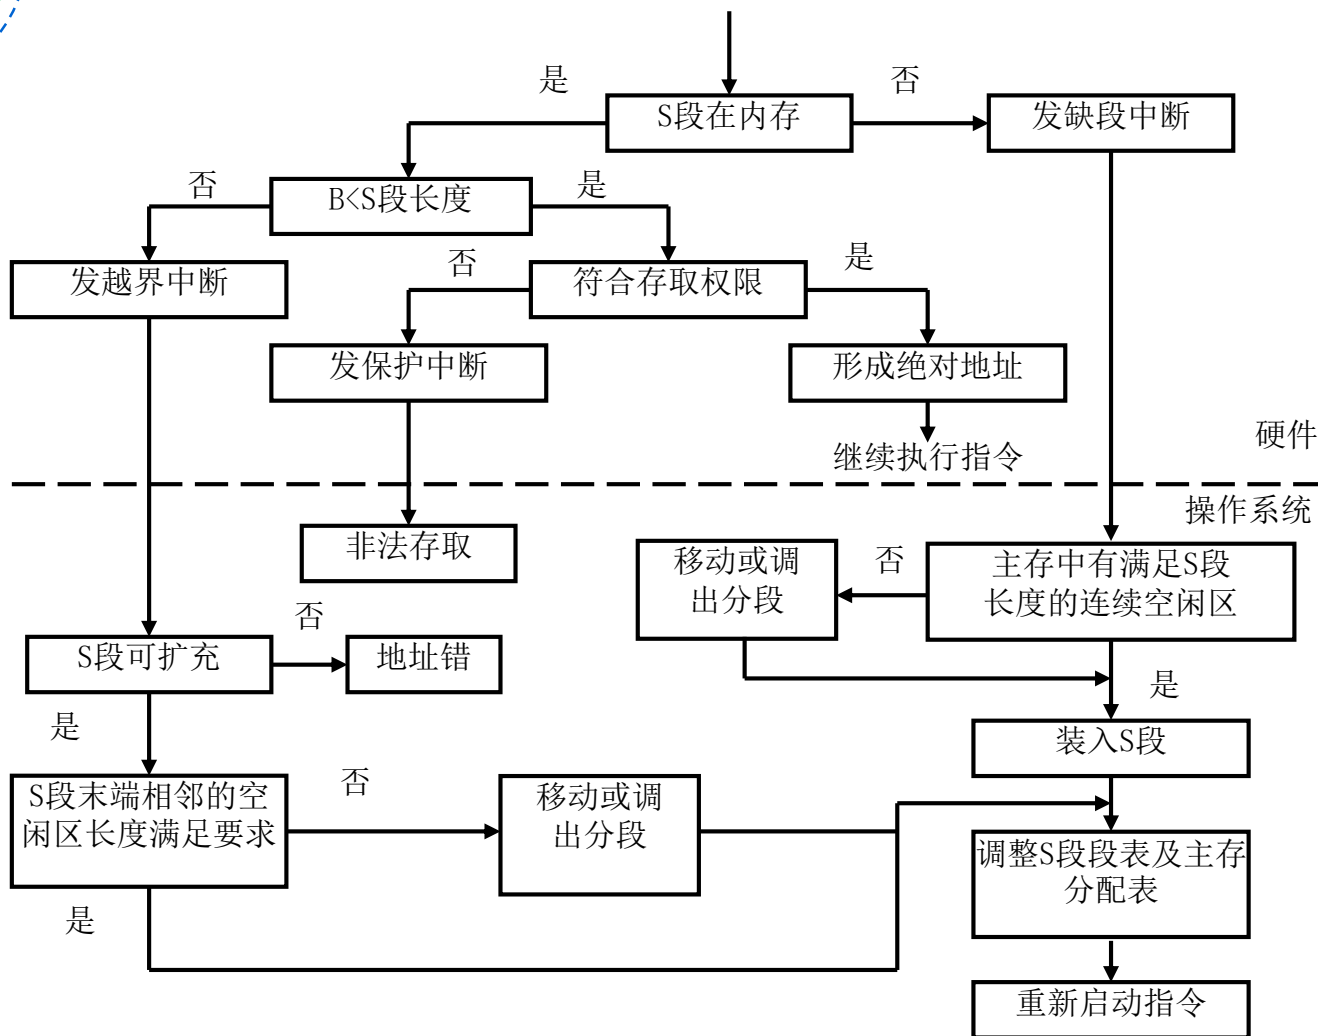 是
否
S段在内存
发缺段中断
否
是
B<S段长度
否
是
发越界中断
符合存取权限
发保护中断
形成绝对地址
硬件
继续执行指令
操作系统
非法存取
移动或调
出分段
否
主存中有满足S段
长度的连续空闲区
否
S段可扩充
地址错
是
是
装入S段
S段末端相邻的空
闲区长度满足要求
否
移动或调
出分段
调整S段段表及主存
分配表
是
重新启动指令